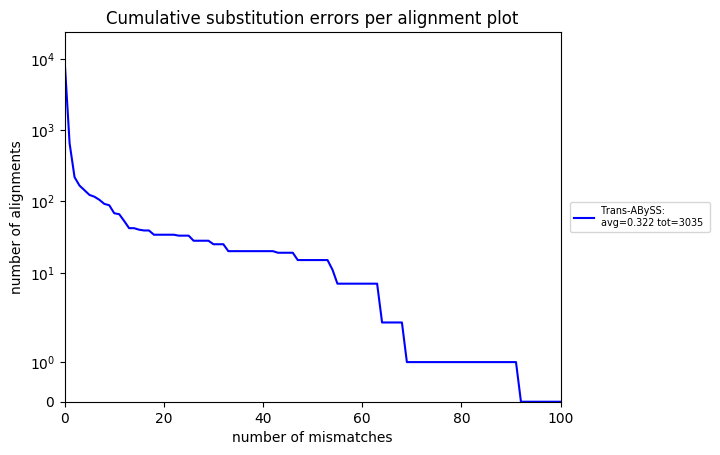 Cumulative substitution errors per alignment plot
number of alignments
10⁴
10³
10²
10¹
10⁰
0
0 20 40 60 80 100
number of mismatches
Trans-ABySS:
avg=0.322 tot=3035